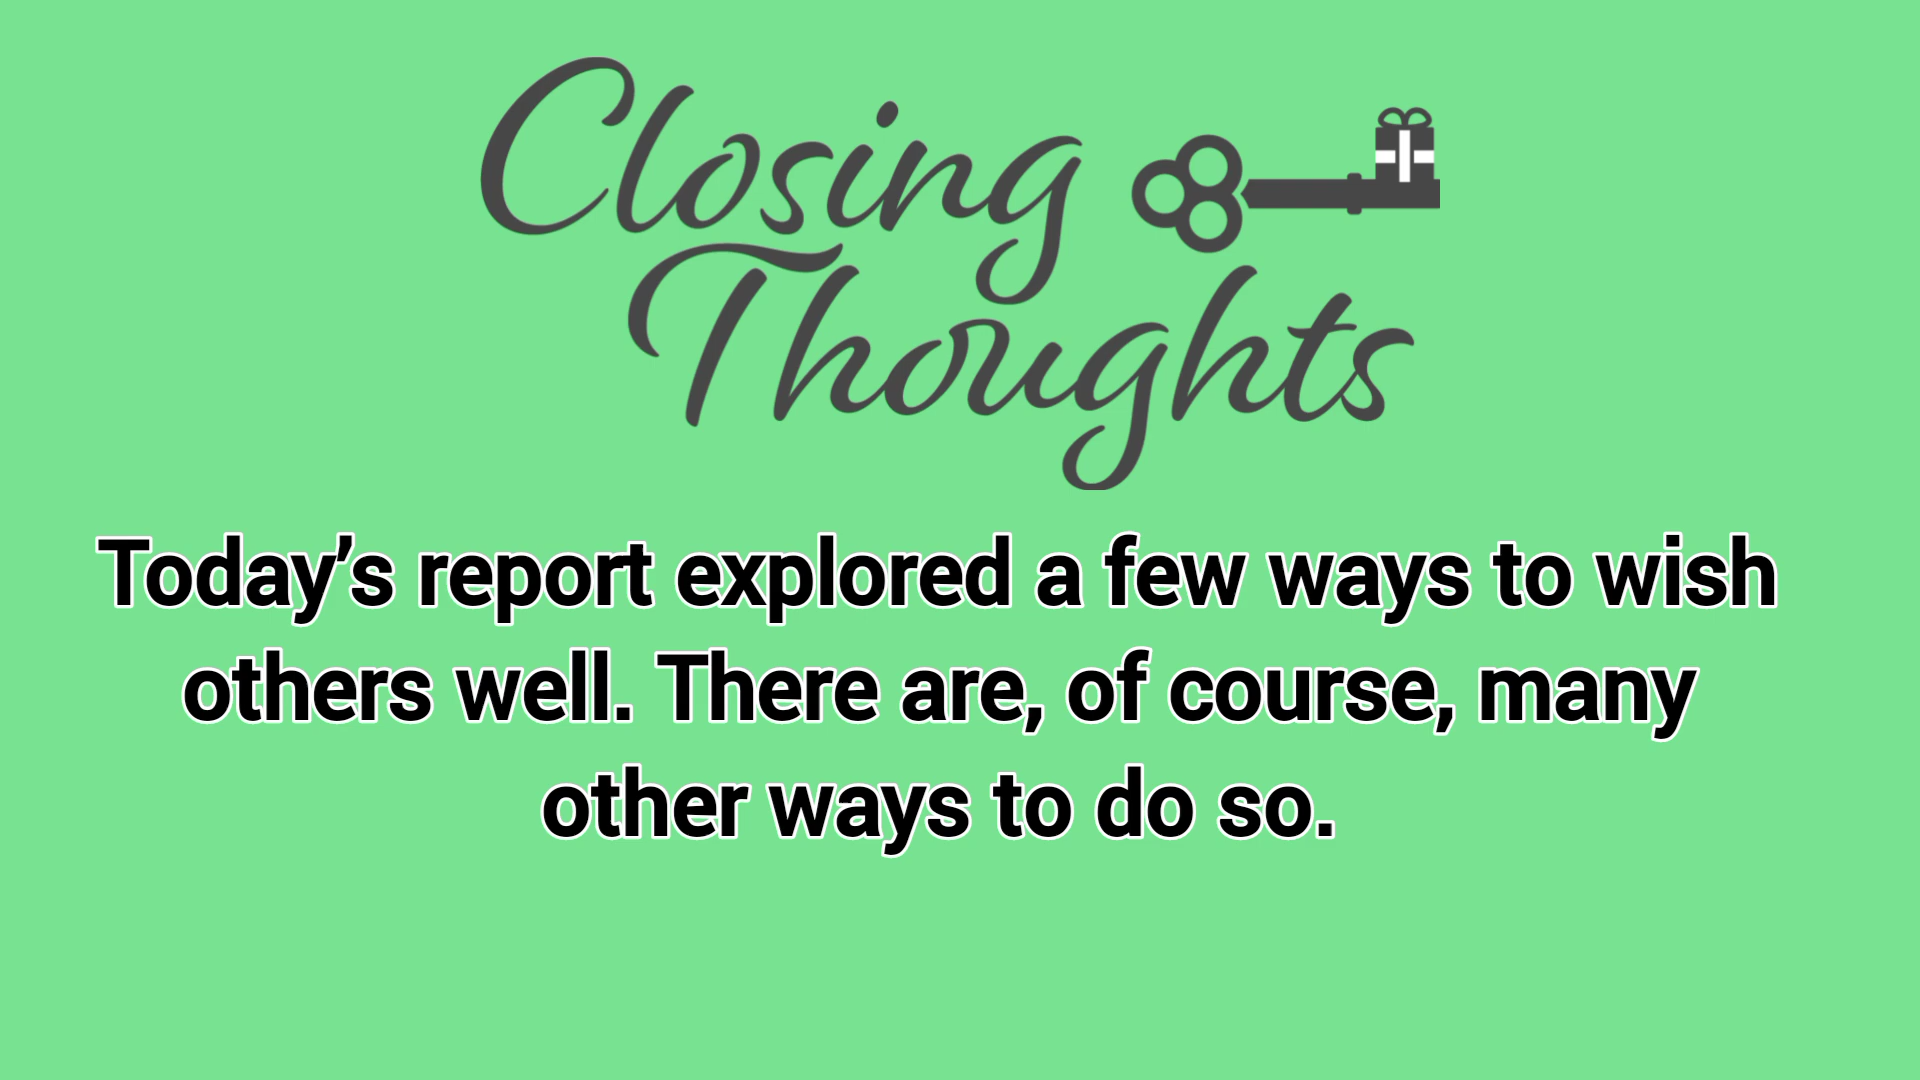 Closing
Thoughts
Today’s report explored a few ways to wish
others well. There are, of course, many
other ways to do so.